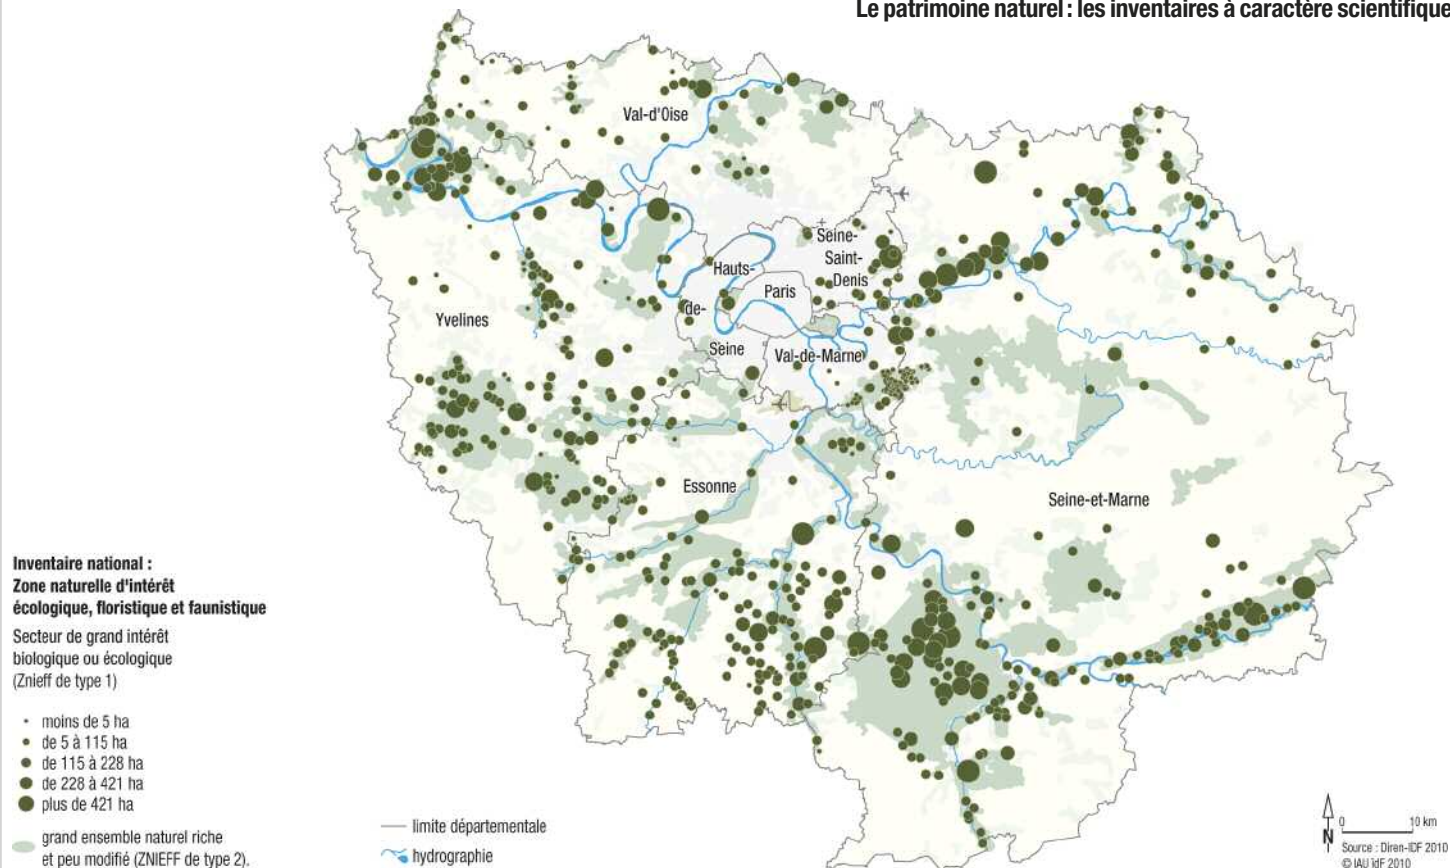 Le patrimoine naturel : les inventaires à caractère scientifique
Val-d'Oise
Seine-
Saint-
Denis
Hauts-
Paris
de-
Yvelines
Seine
Val-de-Marne
Essonne
Seine-et-Marne
Inventaire national :
Zone naturelle d'intérêt
écologique, floristique et faunistique
Secteur de grand intérêt
biologique ou écologique
(Znieff de type 1)
moins de 5 ha
de 5 à 115 ha
de 115 à 228 ha
de 228 à 421 ha
plus de 421 ha
grand ensemble naturel riche
et peu modifié (ZNIEFF de type 2).
limite départementale
hydrographie
N
0 10 km
Source : Diren-IDF 2010
© IAU îdF 2010